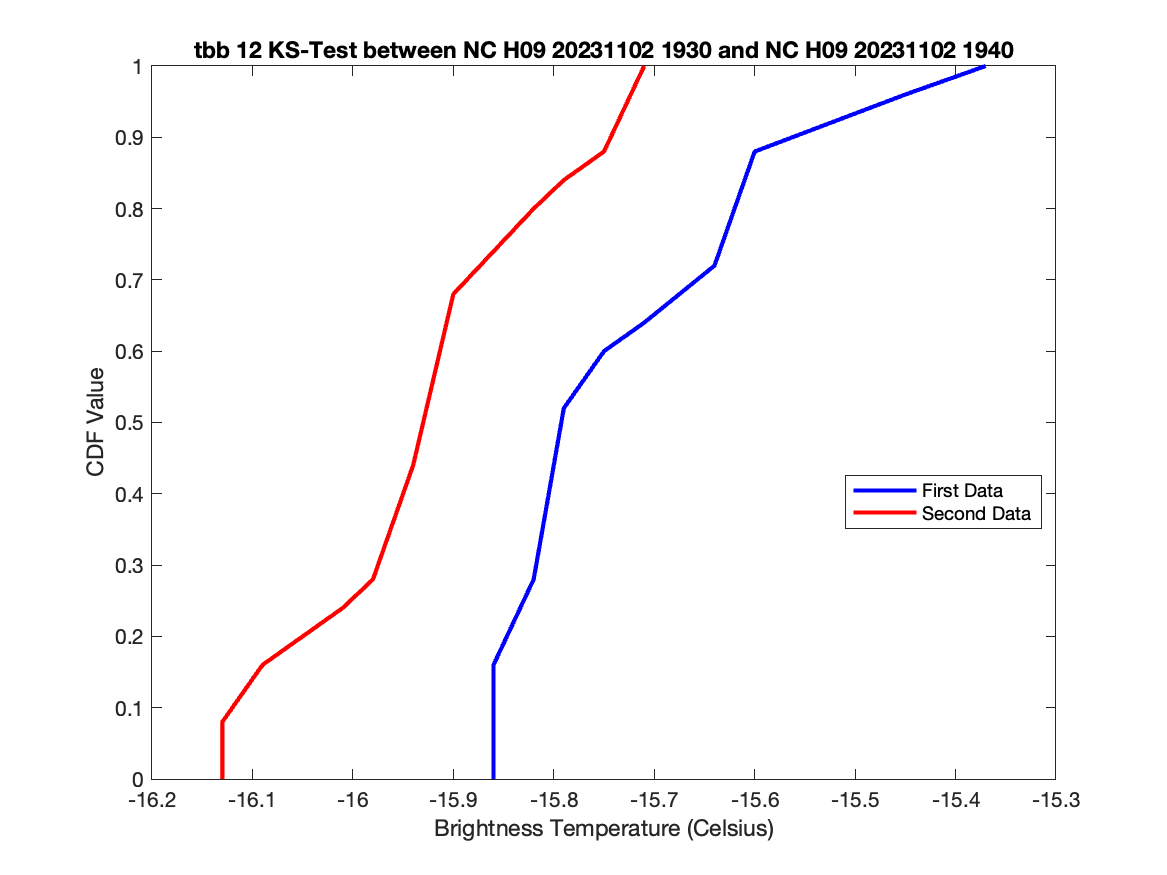 tbb 12 KS-Test between NC H09 20231102 1930 and NC H09 20231102 1940
1
0.9
0.8
0.7
0.6
0.5
0.4
0.3
0.2
0.1
0
CDF Value
First Data
Second Data
-16.2 -16.1 -16 -15.9 -15.8 -15.7 -15.6 -15.5 -15.4 -15.3
Brightness Temperature (Celsius)